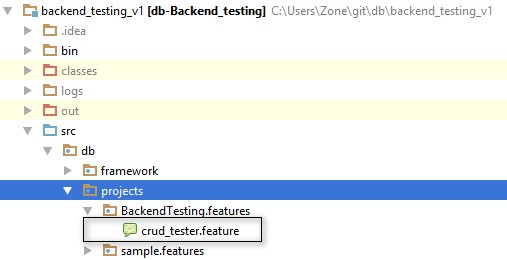 backend_testing_v1 [db-Backend_testing] C:\Users\Zone\git\db\backend_testing_v1
.idea
bin
classes
logs
out
src
db
framework
projects
BackendTesting.features
crud_tester.feature
sample.features